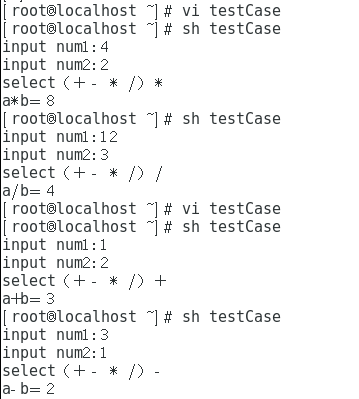 [root@localhost ~]# vi testCase
[root@localhost ~]# sh testCase
input num1:4
input num2:2
select (+ - * /) *
a*b= 8
[root@localhost ~]# sh testCase
input num1:12
input num2:3
select (+ - * /) /
a/b= 4
[root@localhost ~]# vi testCase
[root@localhost ~]# sh testCase
input num1:1
input num2:2
select (+ - * /) +
a+b= 3
[root@localhost ~]# sh testCase
input num1:3
input num2:1
select (+ - * /) -
a-b= 2